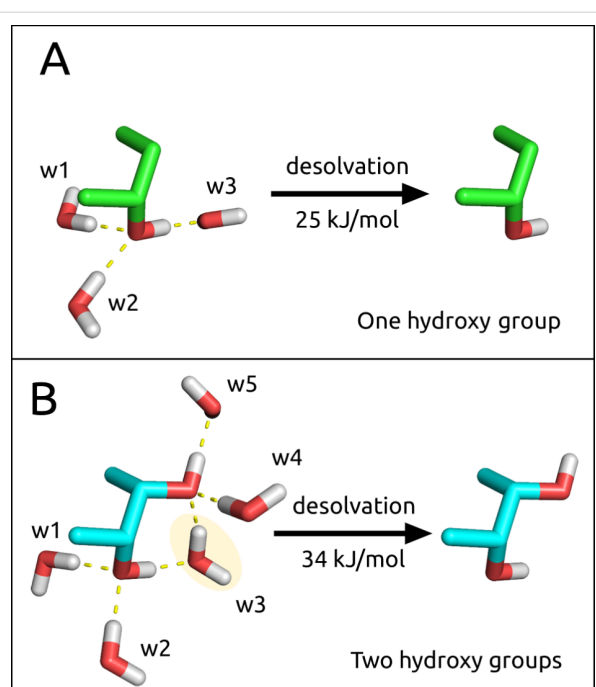 A
w1
w3
desolvation
25 kJ/mol
w2
One hydroxy group
B
w5
w4
w1
desolvation
34 kJ/mol
w3
w2
Two hydroxy groups